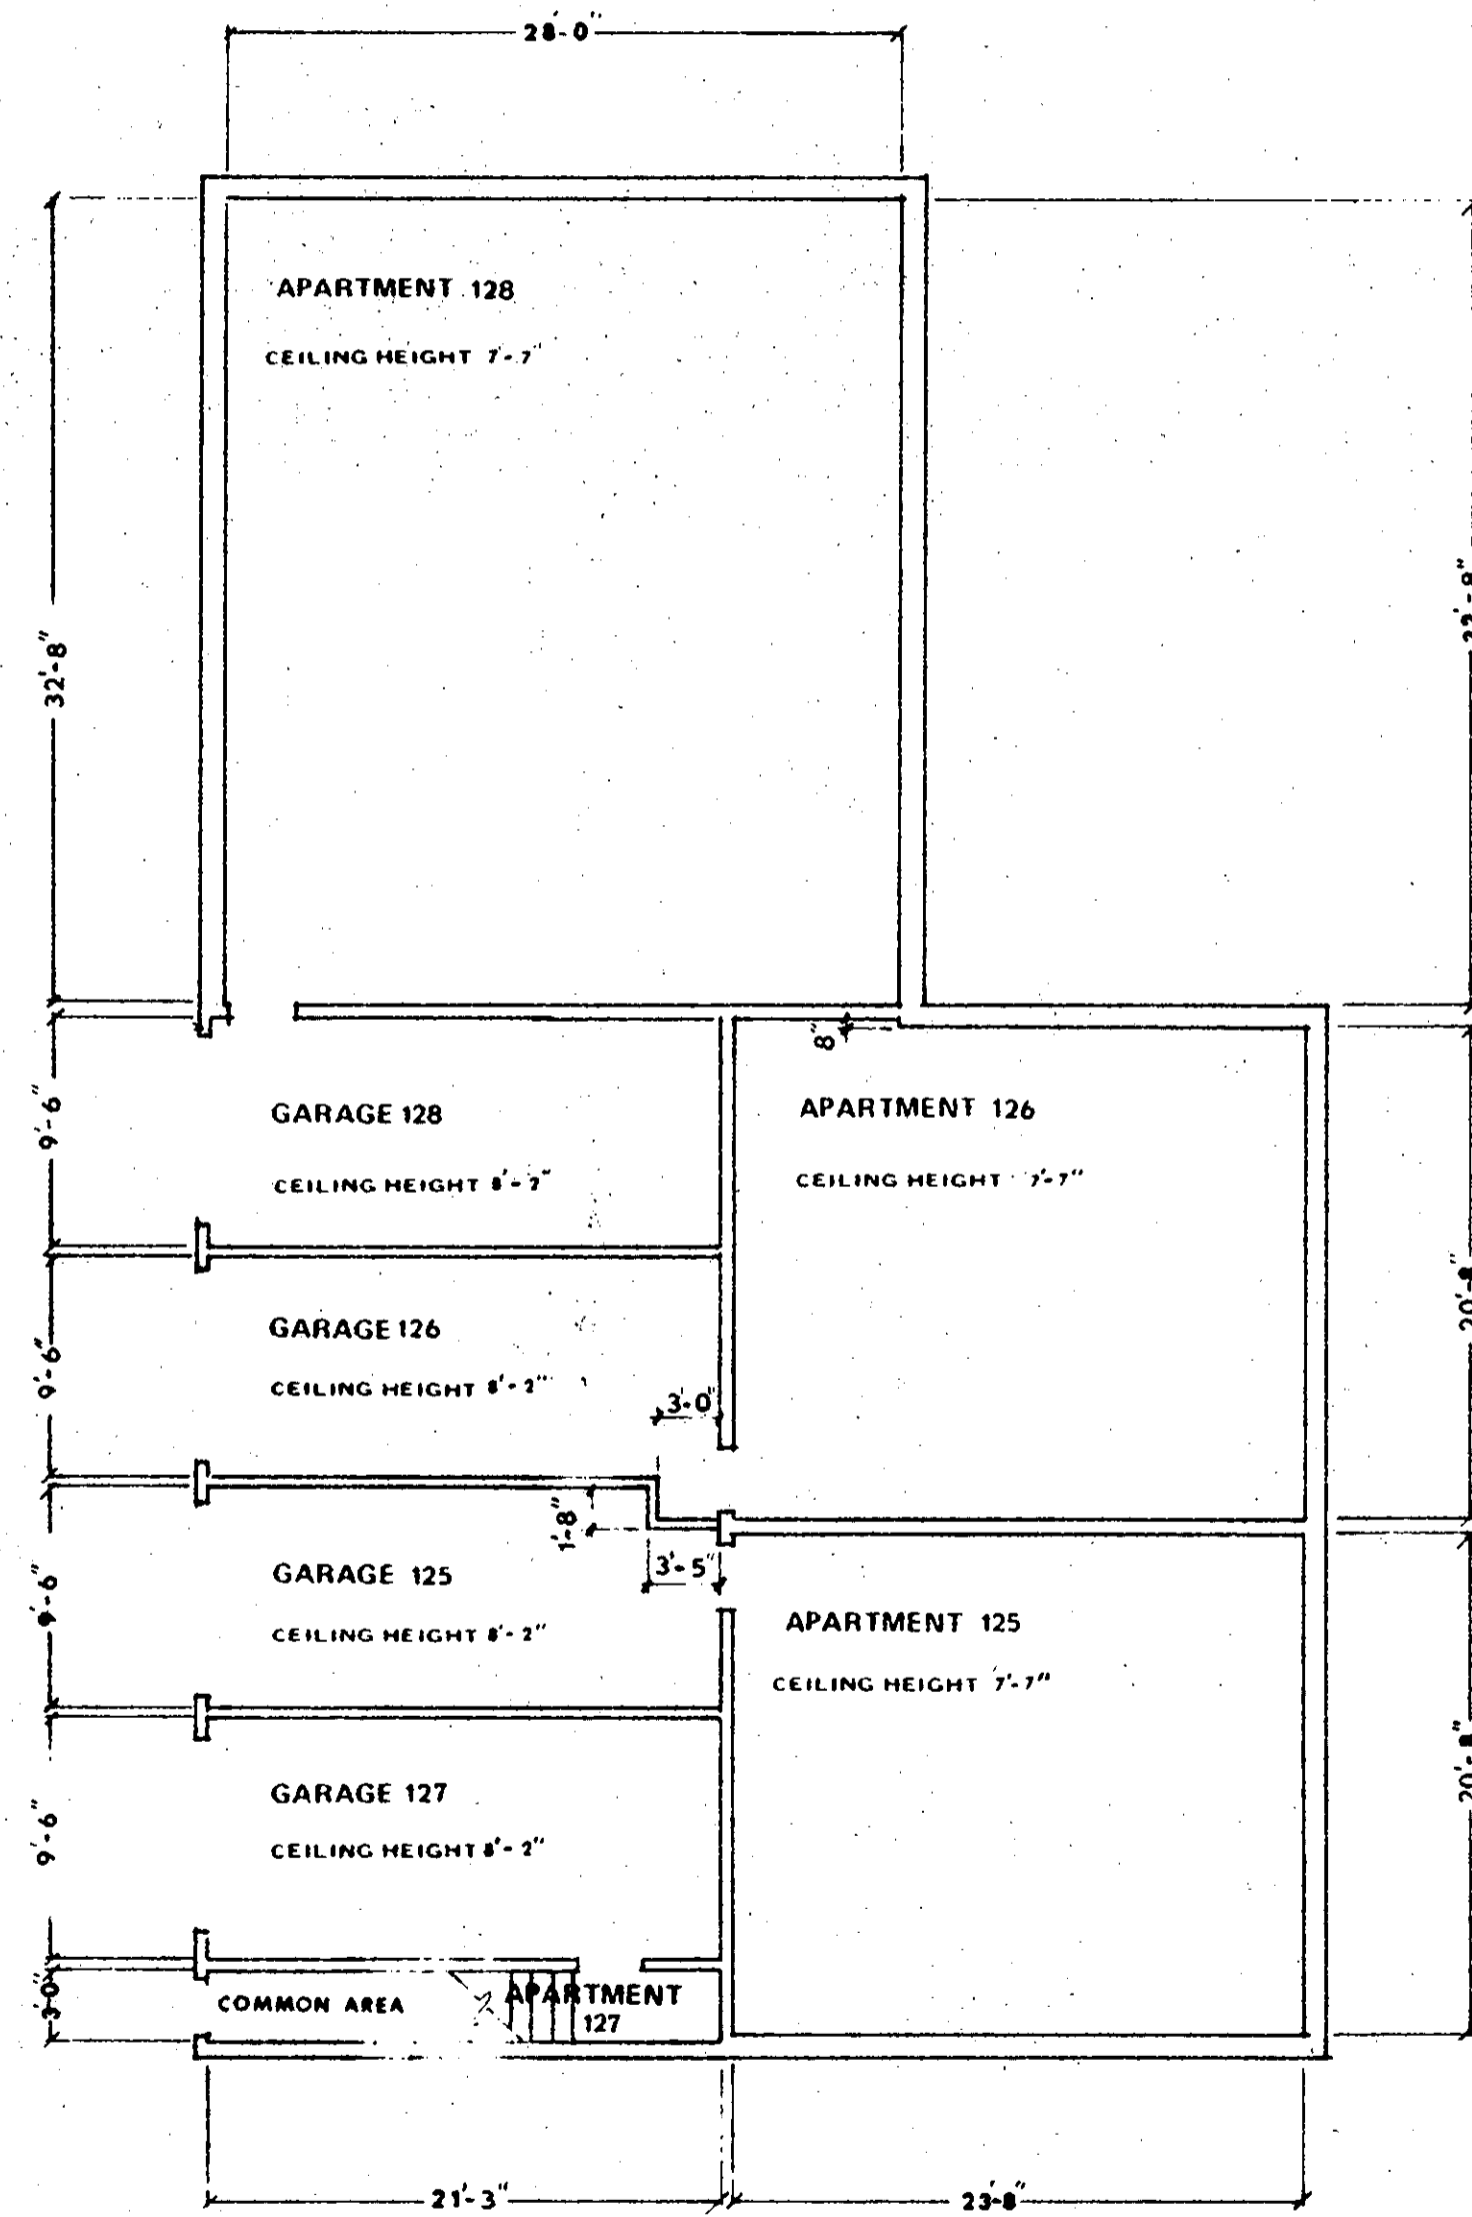 28'-0"
APARTMENT 128
CEILING HEIGHT 7'-7"
32'-8"
8"
9'-6"
GARAGE 128
APARTMENT 126
CEILING HEIGHT 7'-7"
GARAGE 126
20'-8"
9'-6"
CEILING HEIGHT 8'-2"
3'-0"
1'-8"
3'-5"
GARAGE 125
9'-6"
APARTMENT 125
CEILING HEIGHT 8'-2"
CEILING HEIGHT 7'-7"
20'-8"
GARAGE 127
9'-6"
CEILING HEIGHT 8'-2"
3'-0"
COMMON AREA
APARTMENT
127
21'-3"
23'-8"